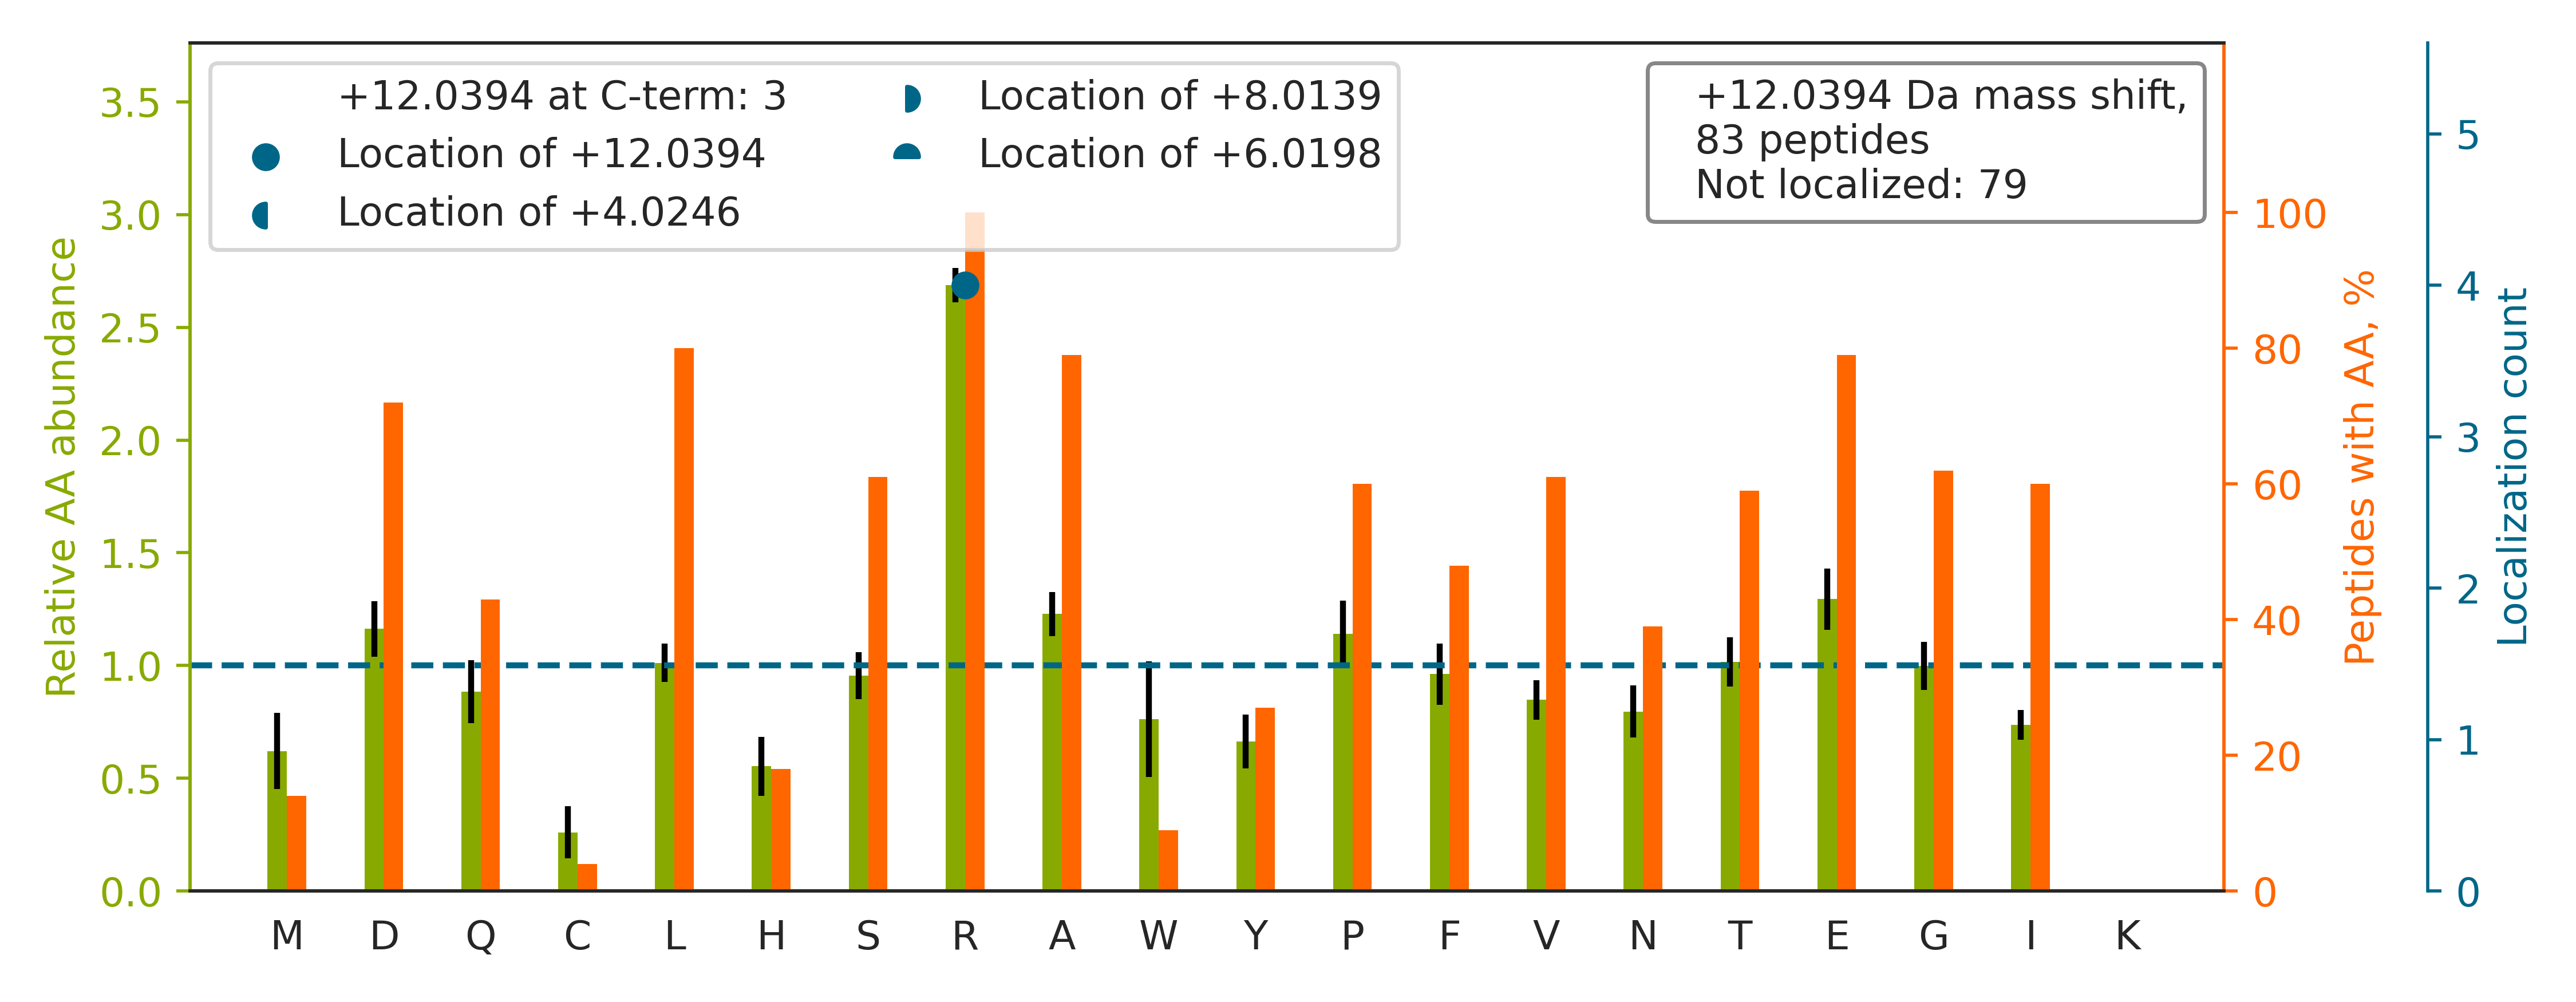 +12.0394 at C-term: 3
Location of +12.0394
Location of +4.0246
Location of +8.0139
Location of +6.0198
+12.0394 Da mass shift,
83 peptides
Not localized: 79
Relative AA abundance
3.5
3.0
2.5
2.0
1.5
1.0
0.5
0.0
100
80
60
40
20
0
Peptides with AA, %
5
4
3
2
1
0
Localization count
M D Q C L H S R A W Y P F V N T E G I K